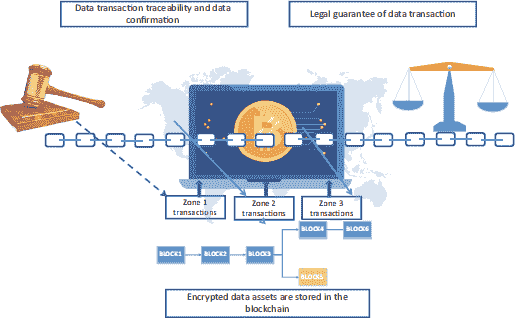 Data transaction traceability and data
confirmation
Legal guarantee of data transaction
Zone 1
transactions
Zone 2
transactions
Zone 3
transactions
BLOCK1
BLOCK2
BLOCK3
BLOCK4
BLOCK6
BLOCK5
Encrypted data assets are stored in the
blockchain